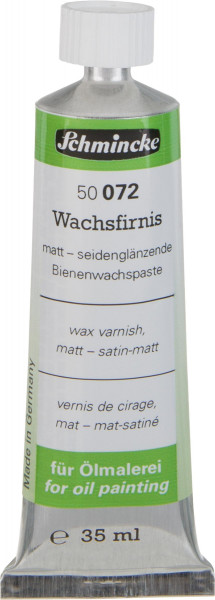 Schmincke
50 072
Wachsfirnis
matt – seidenglänzende
Bienenwachspaste
wax varnish,
matt – satin-matt
vernis de cirage,
mat – mat-satiné
Made in Germany
für Ölmalerei
for oil painting
℮ 35 ml